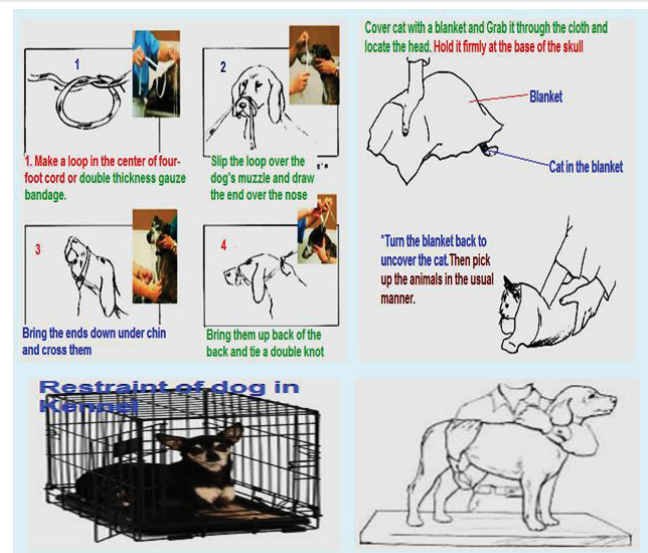 1
1. Make a loop in the center of four-
foot cord or double thickness gauze
bandage.
2
Slip the loop over the
dog's muzzle and draw
the end over the nose
3
Bring the ends down under chin
and cross them
4
Bring them up back of the
back and tie a double knot
Cover cat with a blanket and Grab it through the cloth and
locate the head. Hold it firmly at the base of the skull
Blanket
Cat in the blanket
*Turn the blanket back to
uncover the cat.Then pick
up the animals in the usual
manner.
Restraint of dog in
Kennel